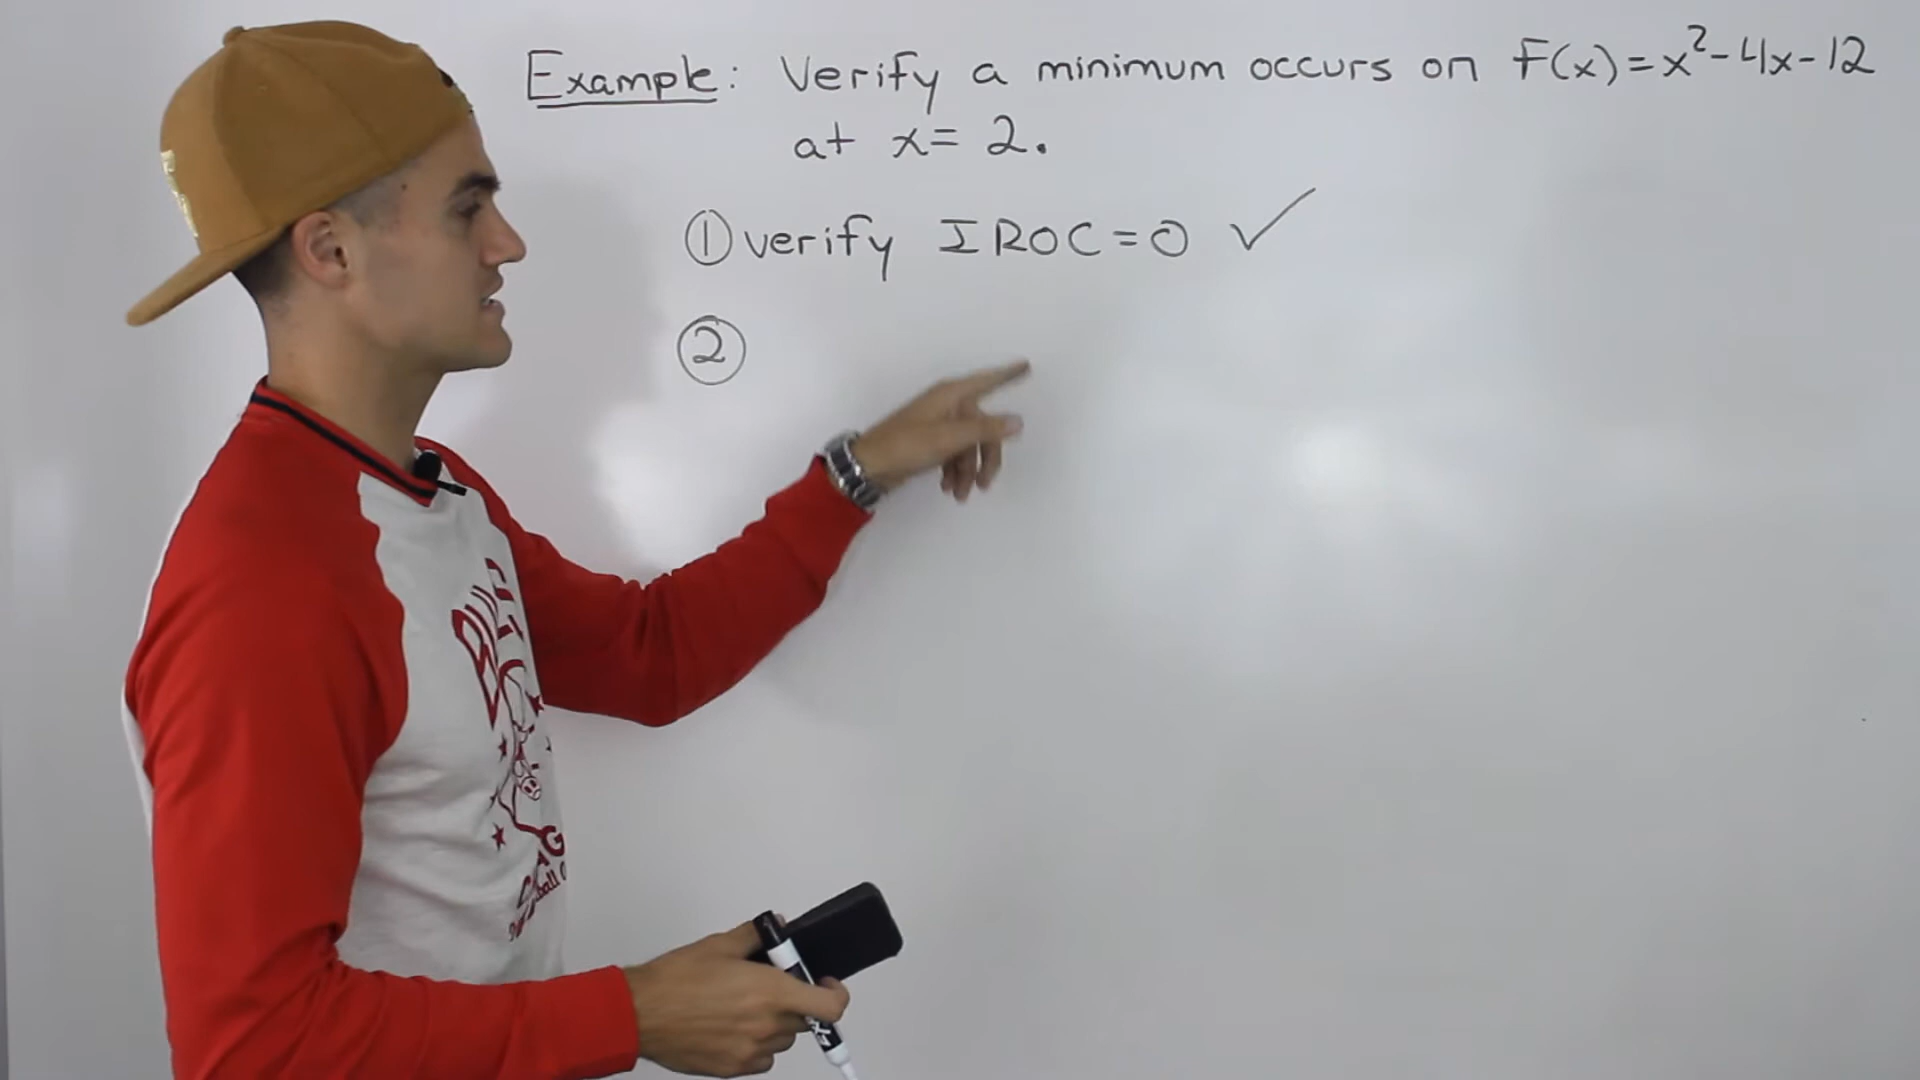 Example: Verify a minimum occurs on F(x) = x² - 4x - 12
at x = 2.
① verify IROC = 0 ✓
②